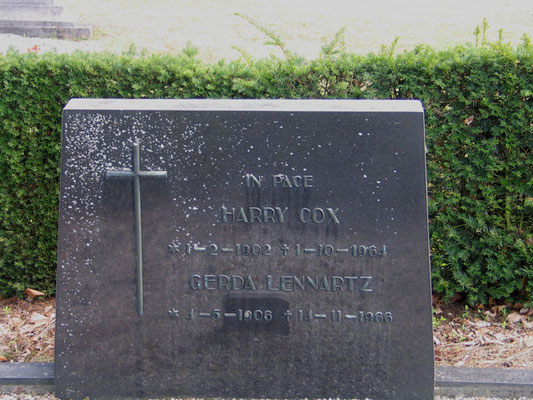 IN PACE
HARRY COX
* 1-2-1902 † 1-10-1964
GERDA LENNARTZ
* 4-5-1906 † 14-11-1966